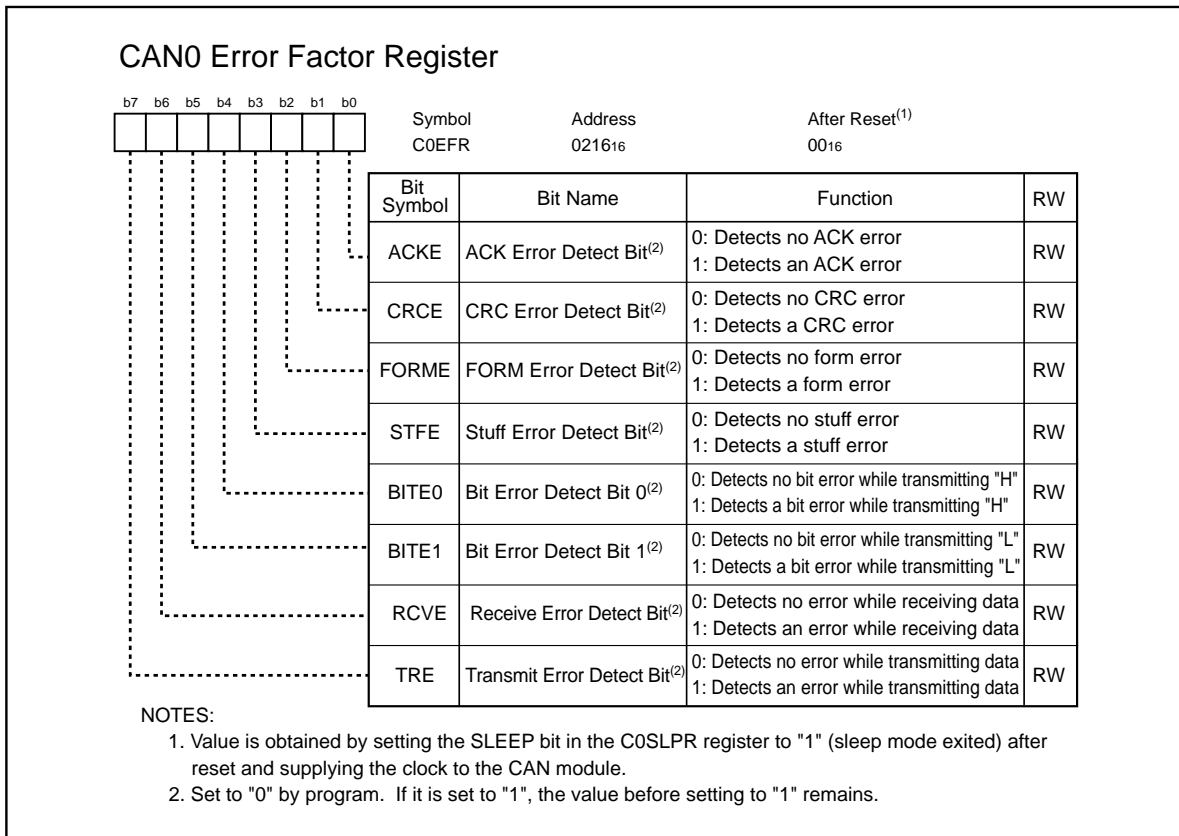 CAN0 Error Factor Register
b7 b6 b5 b4 b3 b2 b1 b0
Symbol Address After Reset(1)
C0EFR 021616 0016
Bit Symbol Bit Name Function RW
ACKE ACK Error Detect Bit(2) 0: Detects no ACK error RW
1: Detects an ACK error
CRCE CRC Error Detect Bit(2) 0: Detects no CRC error RW
1: Detects a CRC error
FORME FORM Error Detect Bit(2) 0: Detects no form error RW
1: Detects a form error
STFE Stuff Error Detect Bit(2) 0: Detects no stuff error RW
1: Detects a stuff error
BITE0 Bit Error Detect Bit 0(2) 0: Detects no bit error while transmitting "H" RW
1: Detects a bit error while transmitting "H"
BITE1 Bit Error Detect Bit 1(2) 0: Detects no bit error while transmitting "L" RW
1: Detects a bit error while transmitting "L"
RCVE Receive Error Detect Bit(2) 0: Detects no error while receiving data RW
1: Detects an error while receiving data
TRE Transmit Error Detect Bit(2) 0: Detects no error while transmitting data RW
1: Detects an error while transmitting data
NOTES:
1. Value is obtained by setting the SLEEP bit in the C0SLPR register to "1" (sleep mode exited) after
reset and supplying the clock to the CAN module.
2. Set to "0" by program. If it is set to "1", the value before setting to "1" remains.